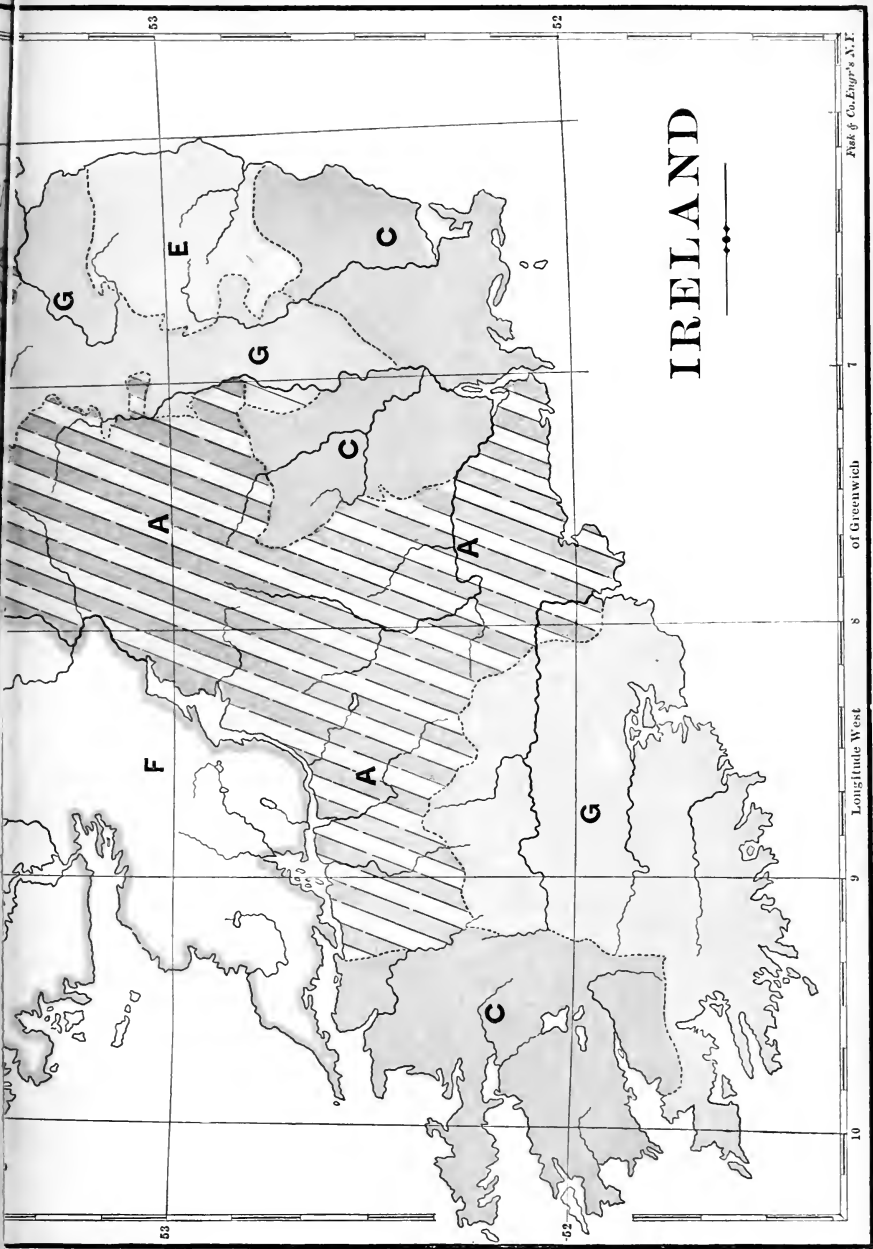 IRELAND
53
52
53
52
G
E
C
G
A
C
A
F
A
G
C
10
9
8
7
Longitude West
of Greenwich
Fisk & Co. Engr's N.Y.